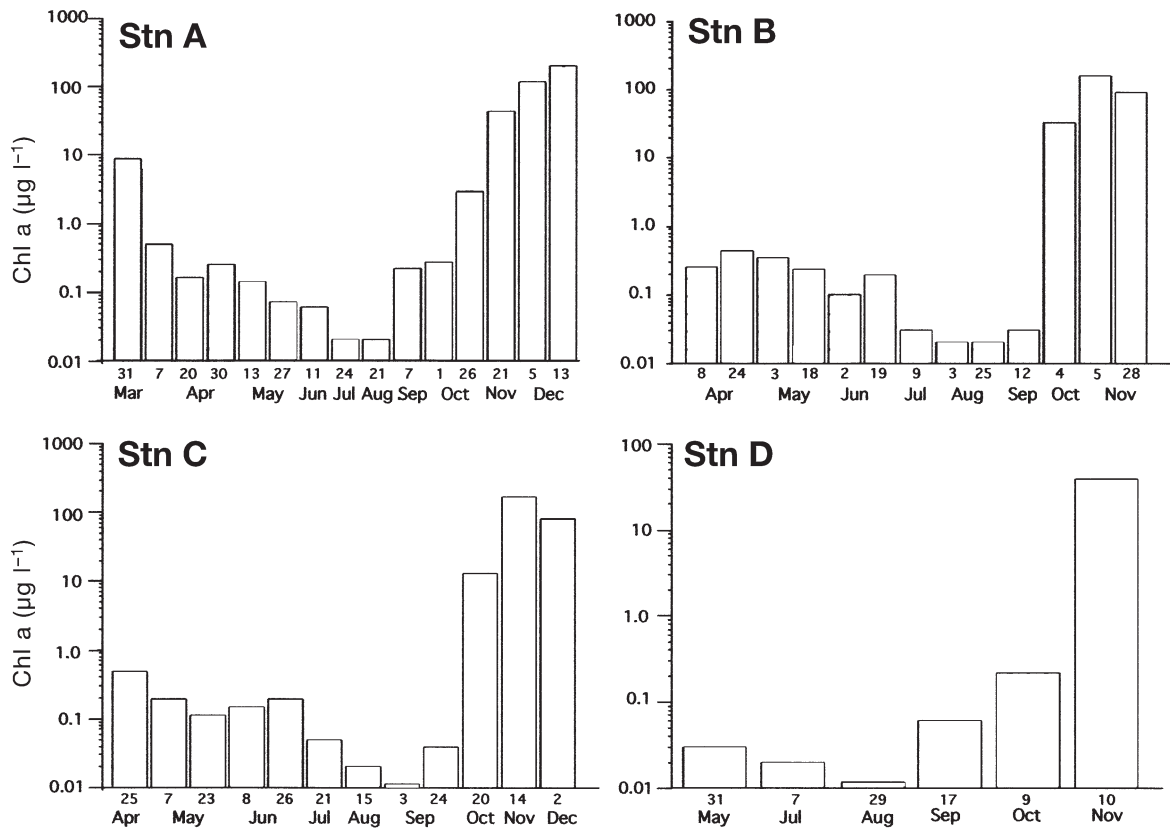 Stn A
1000
100
10
1.0
0.1
0.01
Chl a (µg l⁻¹)
31 7 20 30 13 27 11 24 21 7 1 26 21 5 13
Mar Apr May Jun Jul Aug Sep Oct Nov Dec
Stn B
1000
100
10
1.0
0.1
0.01
8 24 3 18 2 19 9 3 25 12 4 5 28
Apr May Jun Jul Aug Sep Oct Nov
Stn C
1000
100
10
1.0
0.1
0.01
Chl a (µg l⁻¹)
25 7 23 8 26 21 15 3 24 20 14 2
Apr May Jun Jul Aug Sep Oct Nov Dec
Stn D
100
10
1.0
0.1
0.01
31 7 29 17 9 10
May Jul Aug Sep Oct Nov